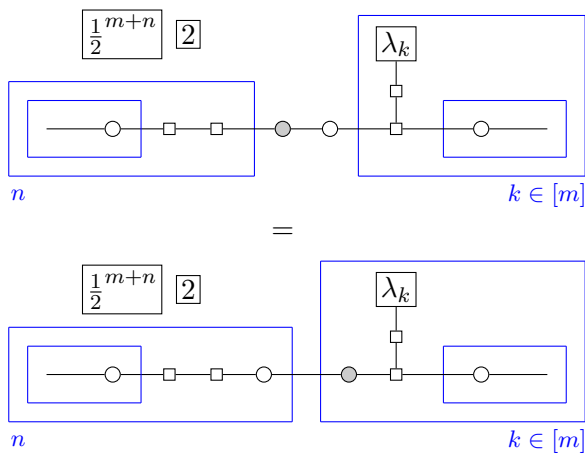 1/2^{m+n} 2 λ_k
n k ∈ [m]
=
1/2^{m+n} 2 λ_k
n k ∈ [m]